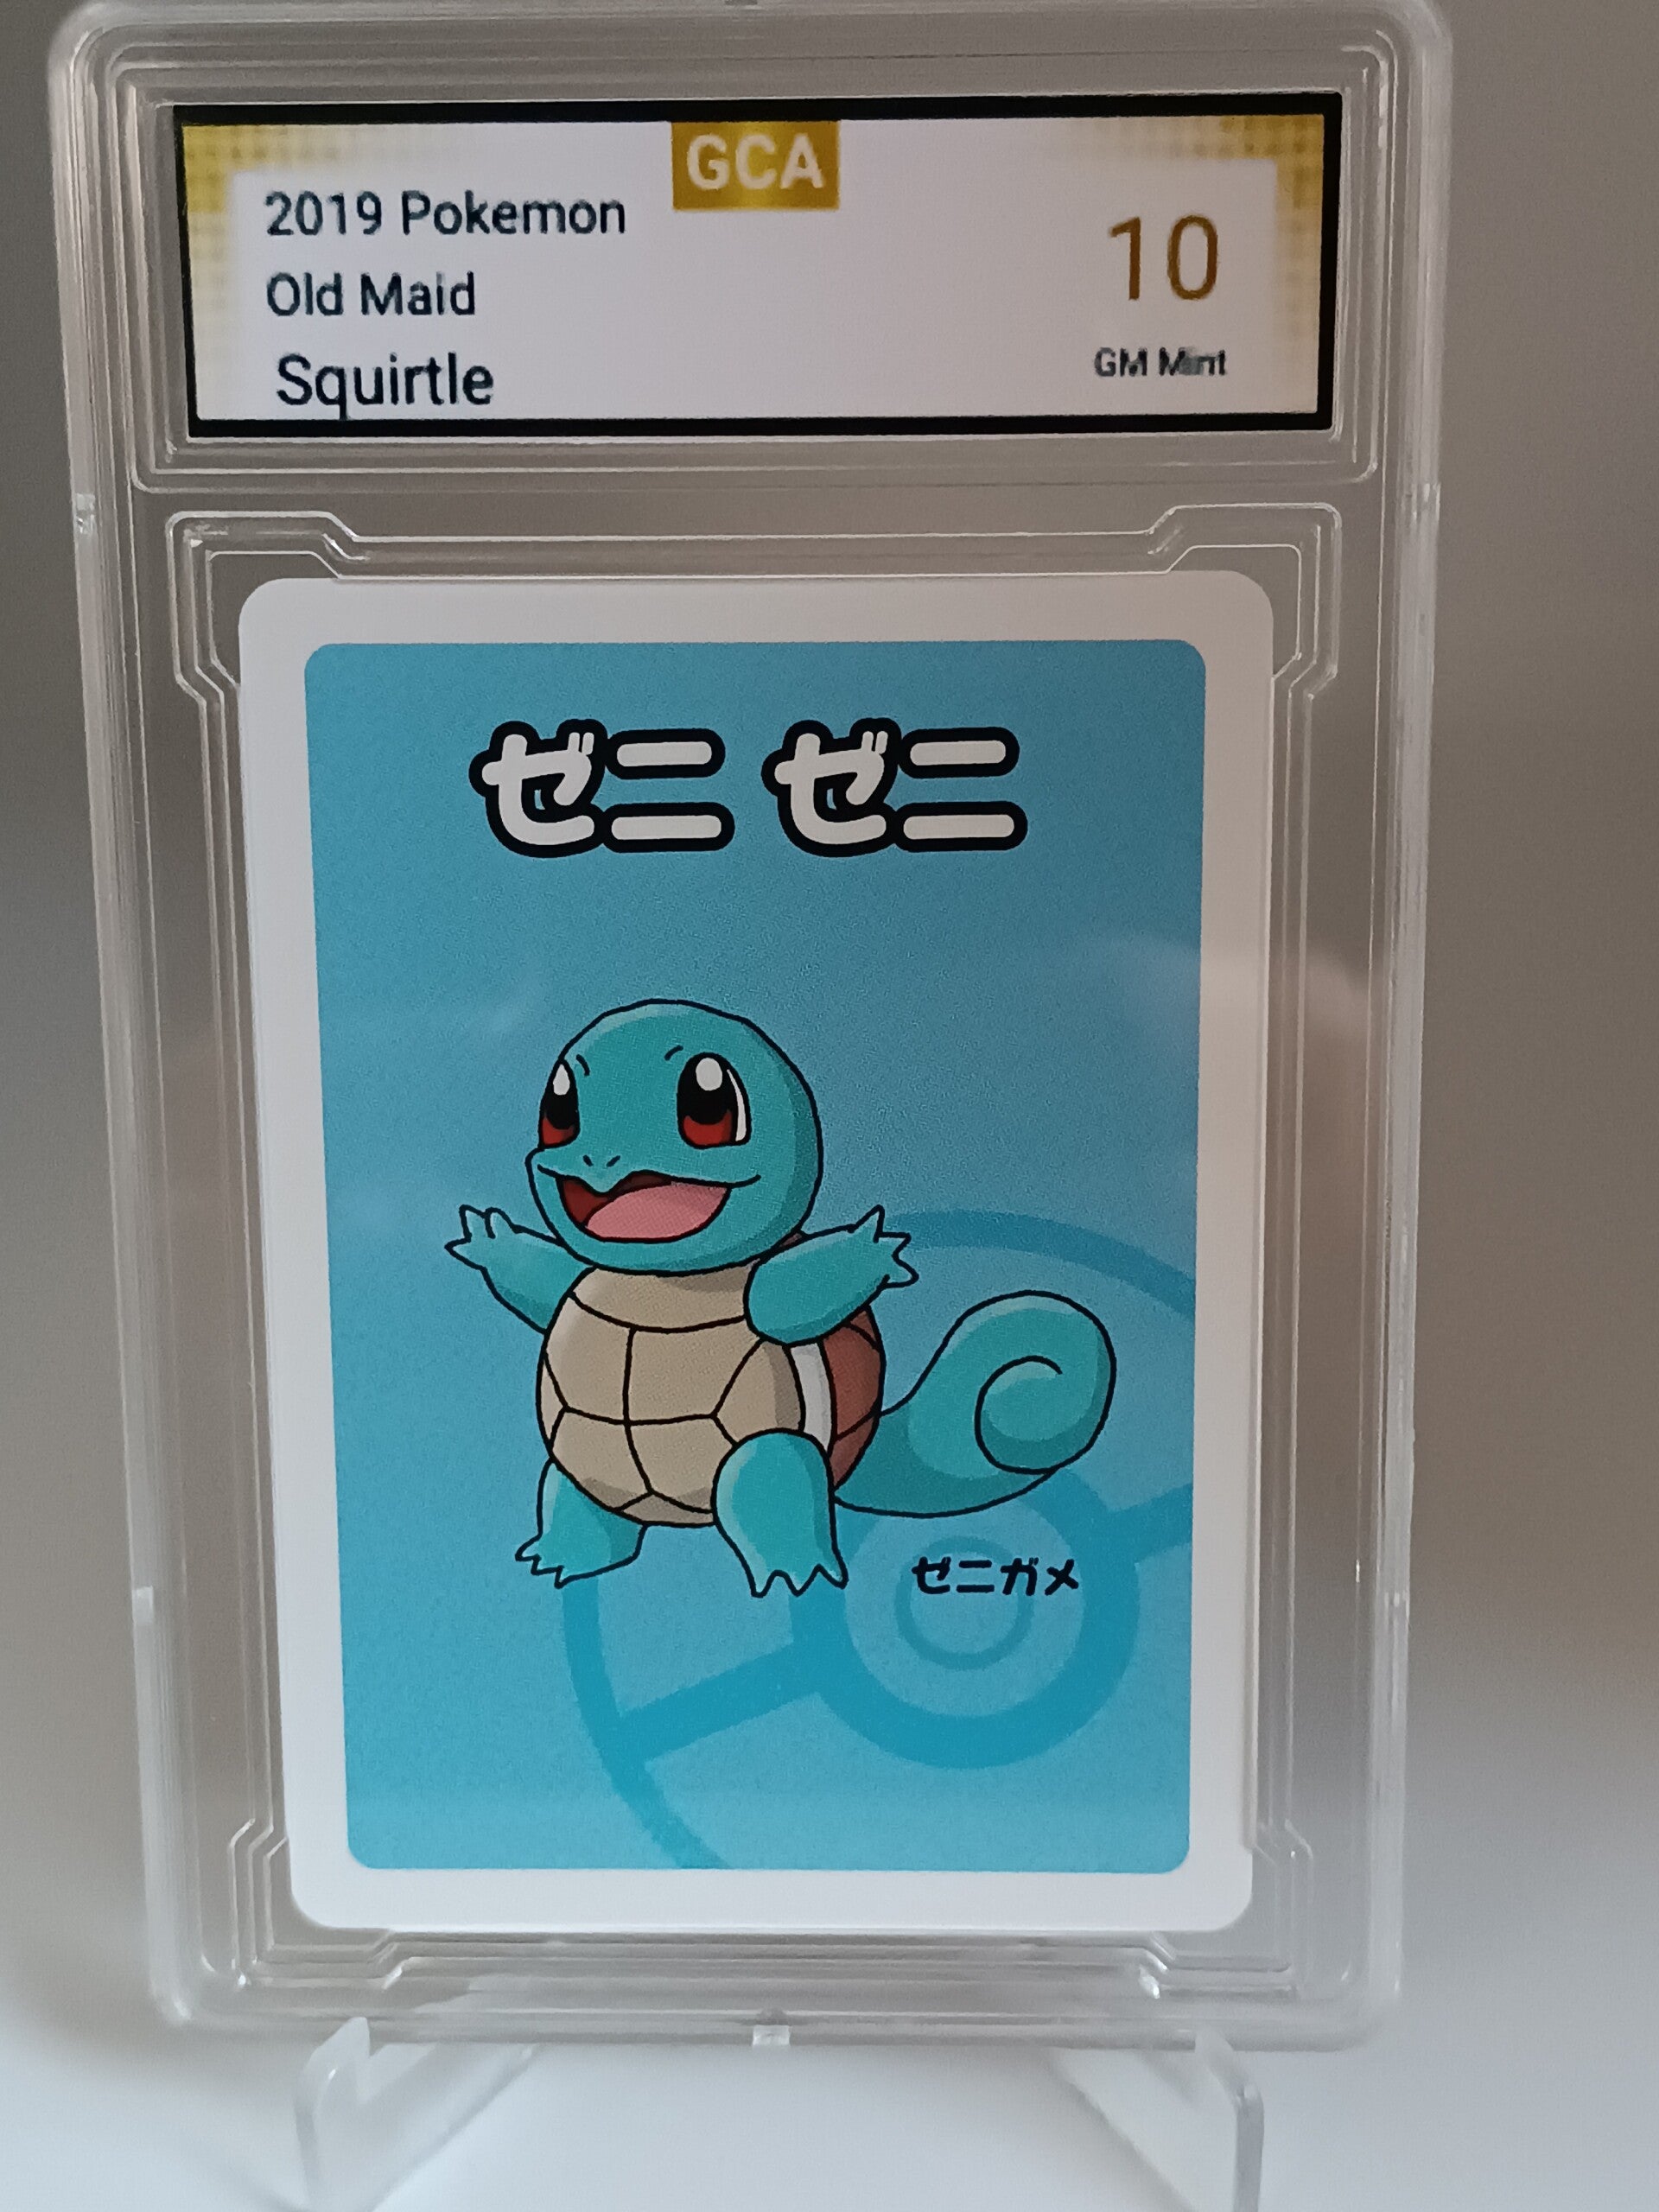 GCA
2019 Pokemon
Old Maid
Squirtle
10
GM Mint
ゼニ ゼニ
ゼニガメ